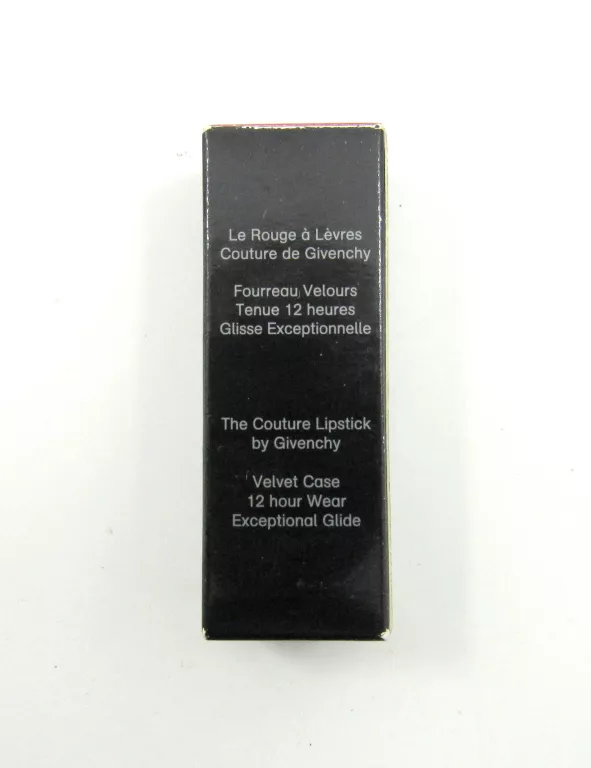 Le Rouge à Lèvres
Couture de Givenchy
Fourreau Velours
Tenue 12 heures
Glisse Exceptionnelle
The Couture Lipstick
by Givenchy
Velvet Case
12 hour Wear
Exceptional Glide